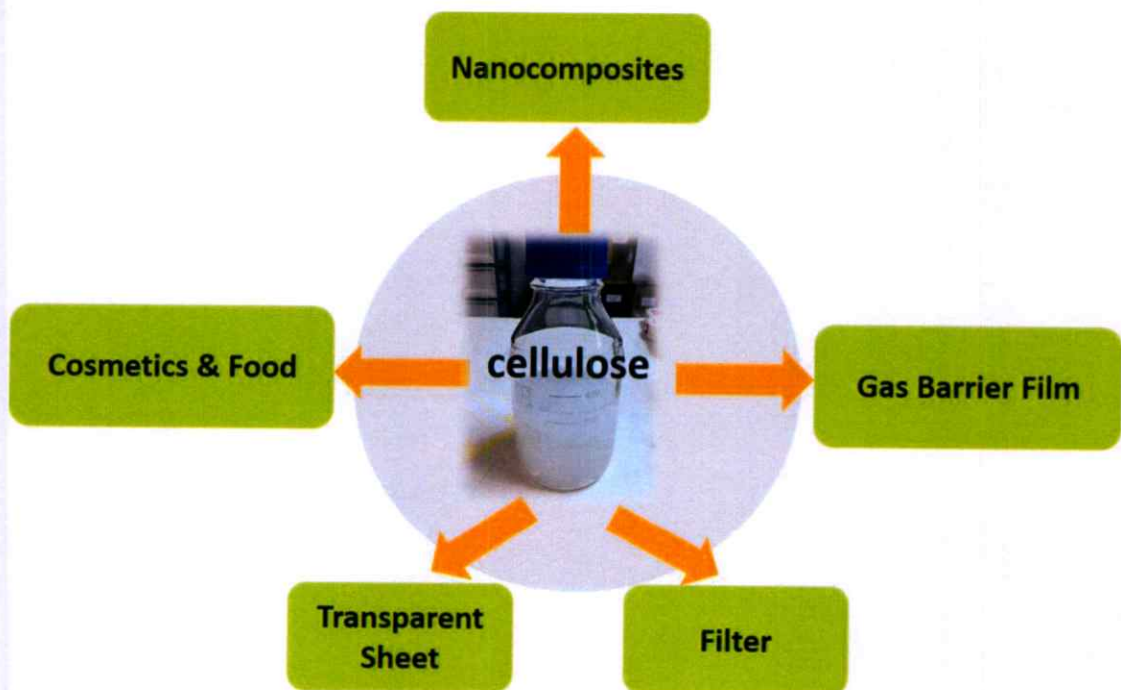 Nanocomposites
Cosmetics & Food
cellulose
Gas Barrier Film
Transparent
Sheet
Filter